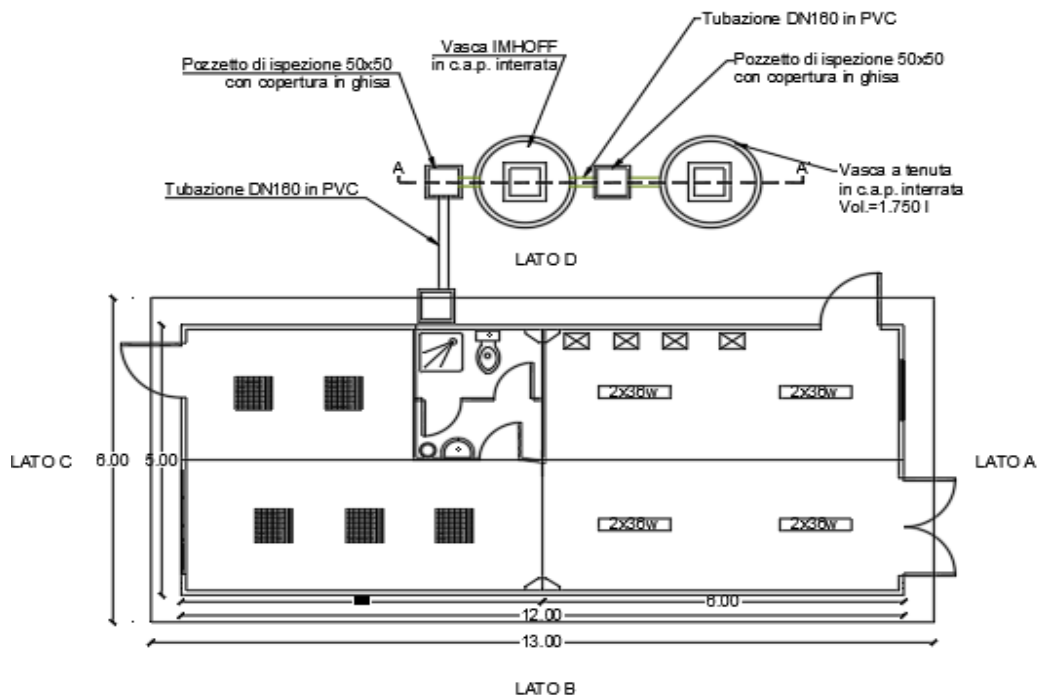 Tubazione DN160 in PVC
Vasca IMHOFF
in c.a.p. interrata
Pozzetto di ispezione 50x50
con copertura in ghisa
Pozzetto di ispezione 50x50
con copertura in ghisa
A
A'
Vasca a tenuta
in c.a.p. interrata
Vol.=1.750 l
Tubazione DN160 in PVC
LATO D
2x36w
2x36w
LATO C
6.00
5.00
LATO A
2x36w
2x36w
6.00
12.00
13.00
LATO B